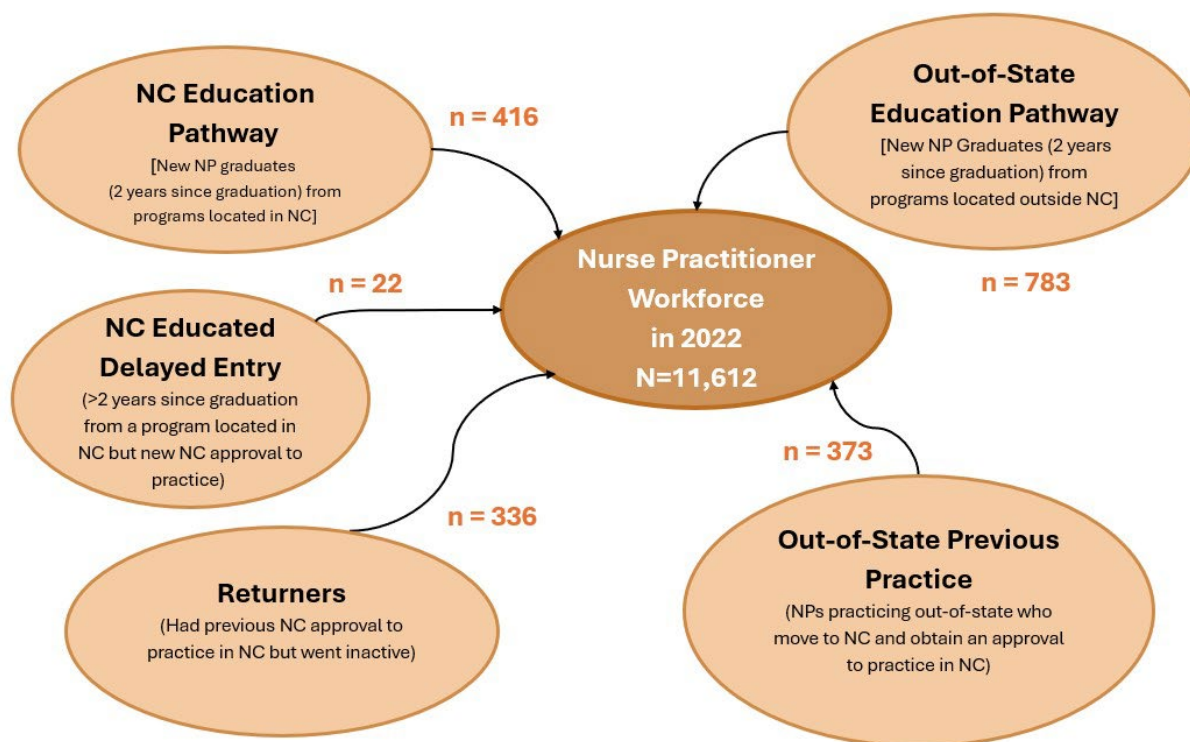 NC Education
Pathway
[New NP graduates
(2 years since graduation) from
programs located in NC]
n = 416
Out-of-State
Education Pathway
[New NP Graduates (2 years
since graduation) from
programs located outside NC]
n = 783
Nurse Practitioner
Workforce
in 2022
N=11,612
n = 22
NC Educated
Delayed Entry
(>2 years since graduation
from a program located in
NC but new NC approval to
practice)
n = 336
Returners
(Had previous NC approval to
practice in NC but went inactive)
n = 373
Out-of-State Previous
Practice
(NPs practicing out-of-state who
move to NC and obtain an approval
to practice in NC)